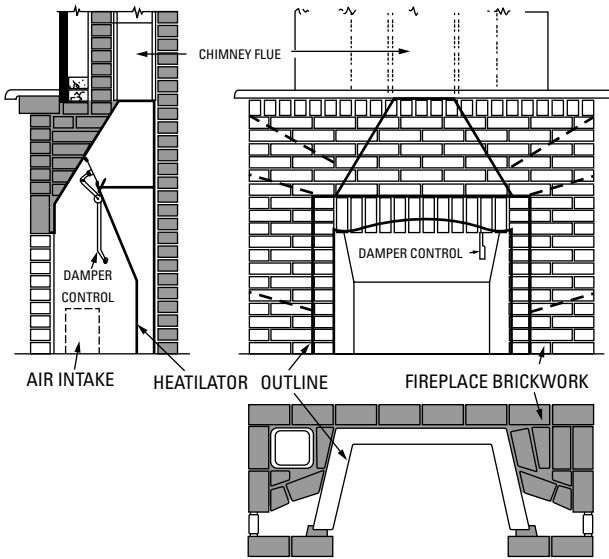 CHIMNEY FLUE
DAMPER CONTROL
DAMPER
CONTROL
AIR INTAKE
HEATILATOR OUTLINE
FIREPLACE BRICKWORK